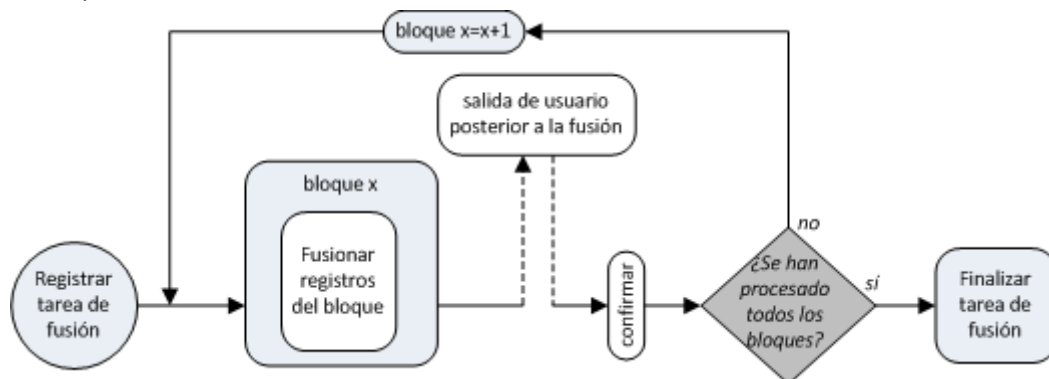 bloque x=x+1
salida de usuario
posterior a la fusión
bloque x
Fusionar
registros
del bloque
Registrar
tarea de
fusión
confirmar
¿Se han
procesado
todos los
bloques?
no
sí
Finalizar
tarea de
fusión